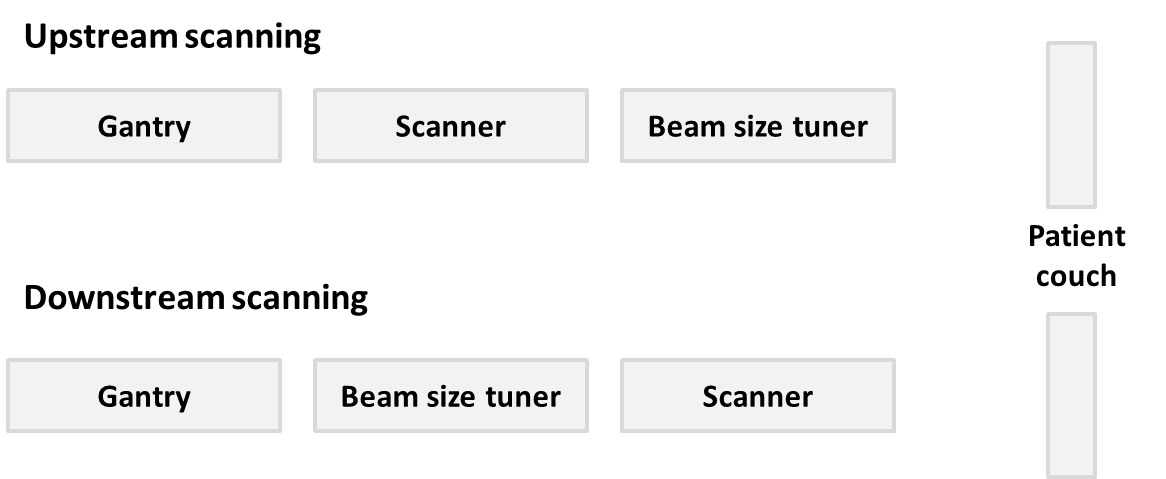 Upstream scanning
Gantry
Scanner
Beam size tuner
Patient
couch
Downstream scanning
Gantry
Beam size tuner
Scanner